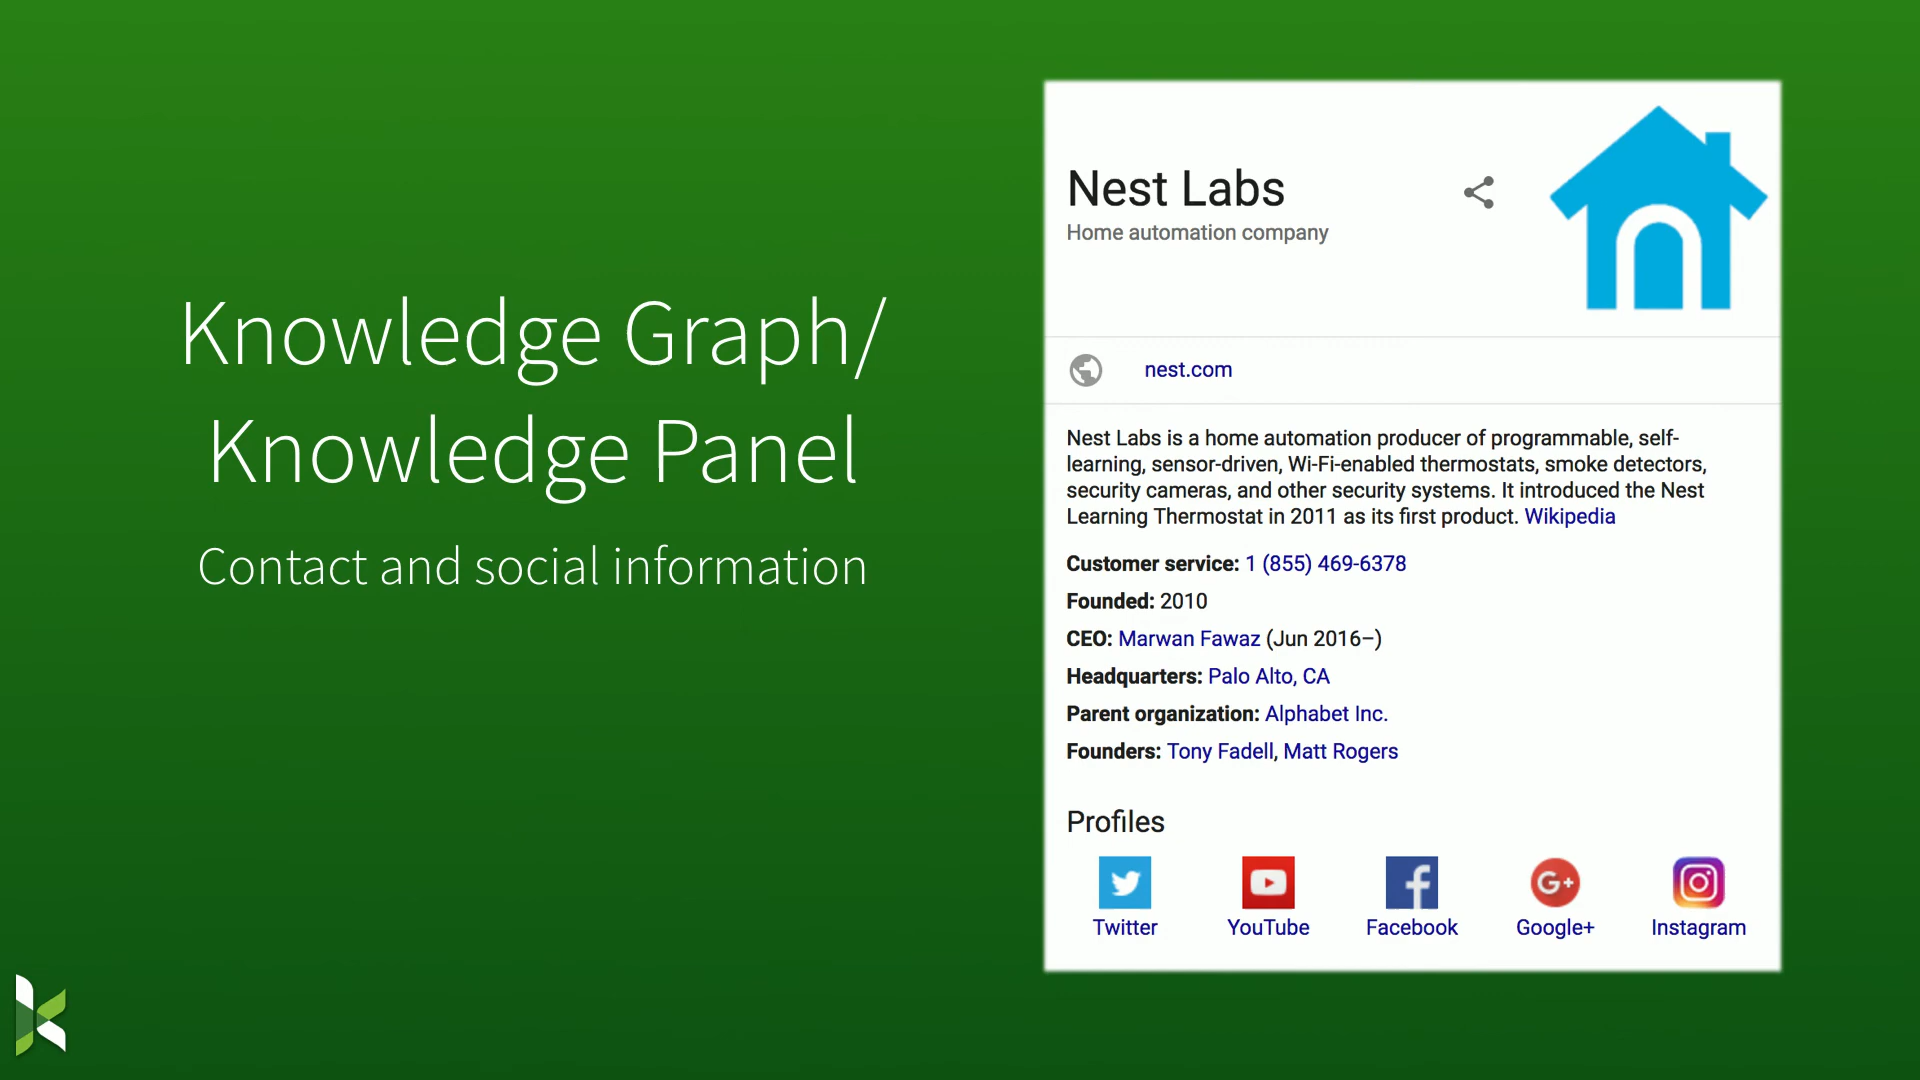 Knowledge Graph/
Knowledge Panel
Contact and social information
Nest Labs
Home automation company
nest.com
Nest Labs is a home automation producer of programmable, self-
learning, sensor-driven, Wi-Fi-enabled thermostats, smoke detectors,
security cameras, and other security systems. It introduced the Nest
Learning Thermostat in 2011 as its first product. Wikipedia
Customer service: 1 (855) 469-6378
Founded: 2010
CEO: Marwan Fawaz (Jun 2016–)
Headquarters: Palo Alto, CA
Parent organization: Alphabet Inc.
Founders: Tony Fadell, Matt Rogers
Profiles
Twitter YouTube Facebook Google+ Instagram